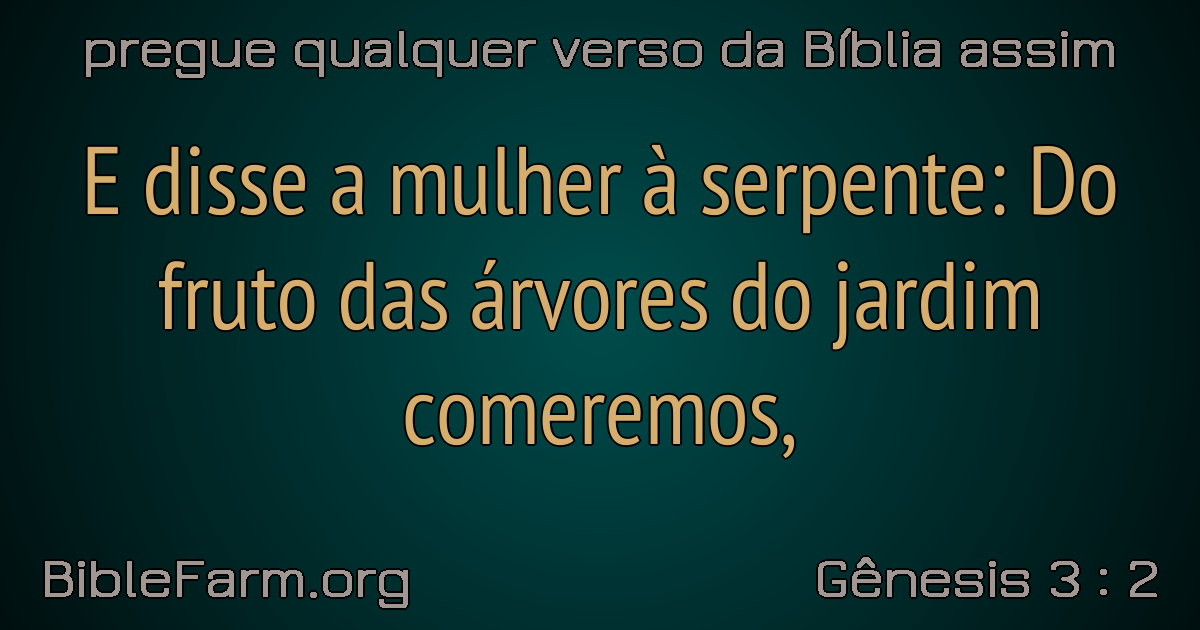 pregue qualquer verso da Bíblia assim
E disse a mulher à serpente: Do
fruto das árvores do jardim
comeremos,
BibleFarm.org
Gênesis 3 : 2